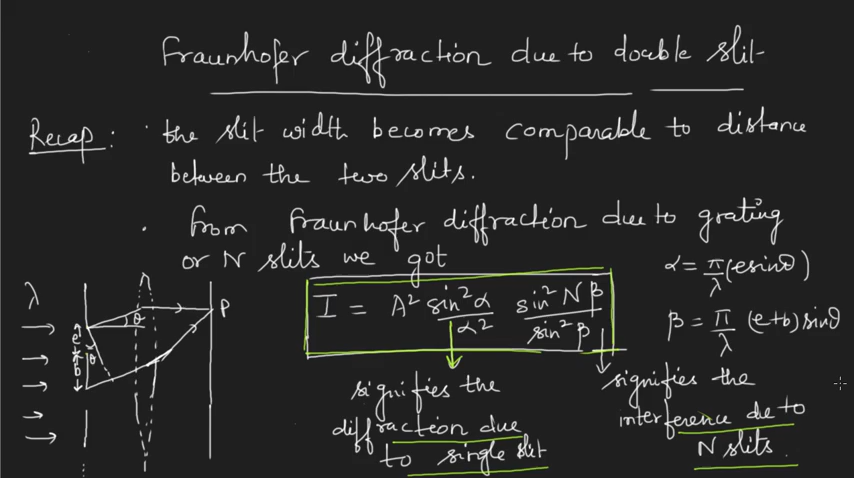 Fraunhofer diffraction due to double slit
Recap: · the slit width becomes comparable to distance
between the two slits.
· from Fraunhofer diffraction due to grating
or N slits we got
α = π/λ (e sinθ)
I = A² sin²α/α² sin²Nβ/sin²β
β = π/λ (e+b) sinθ
λ
θ
P
e
θ
b
signifies the
diffraction due
to single slit
signifies the
interference due to
N slits.